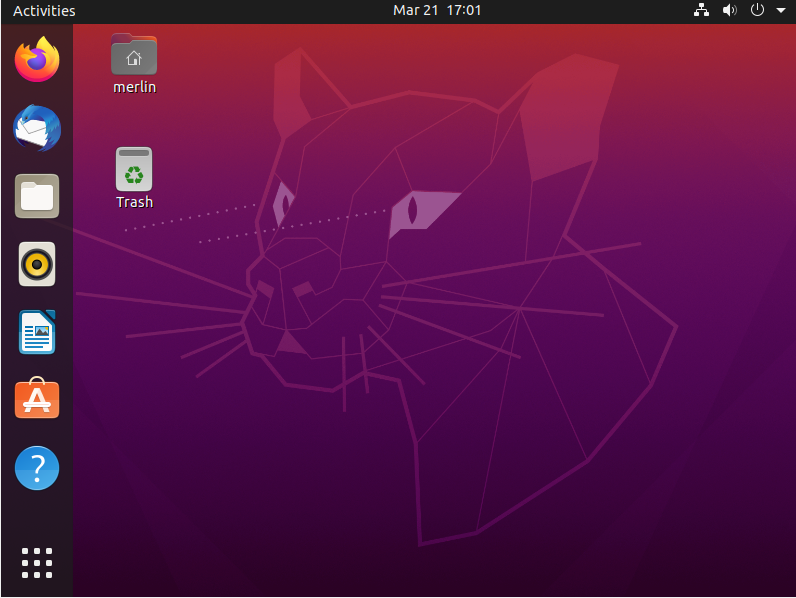 Activities
Mar 21 17:01
merlin
Trash
?